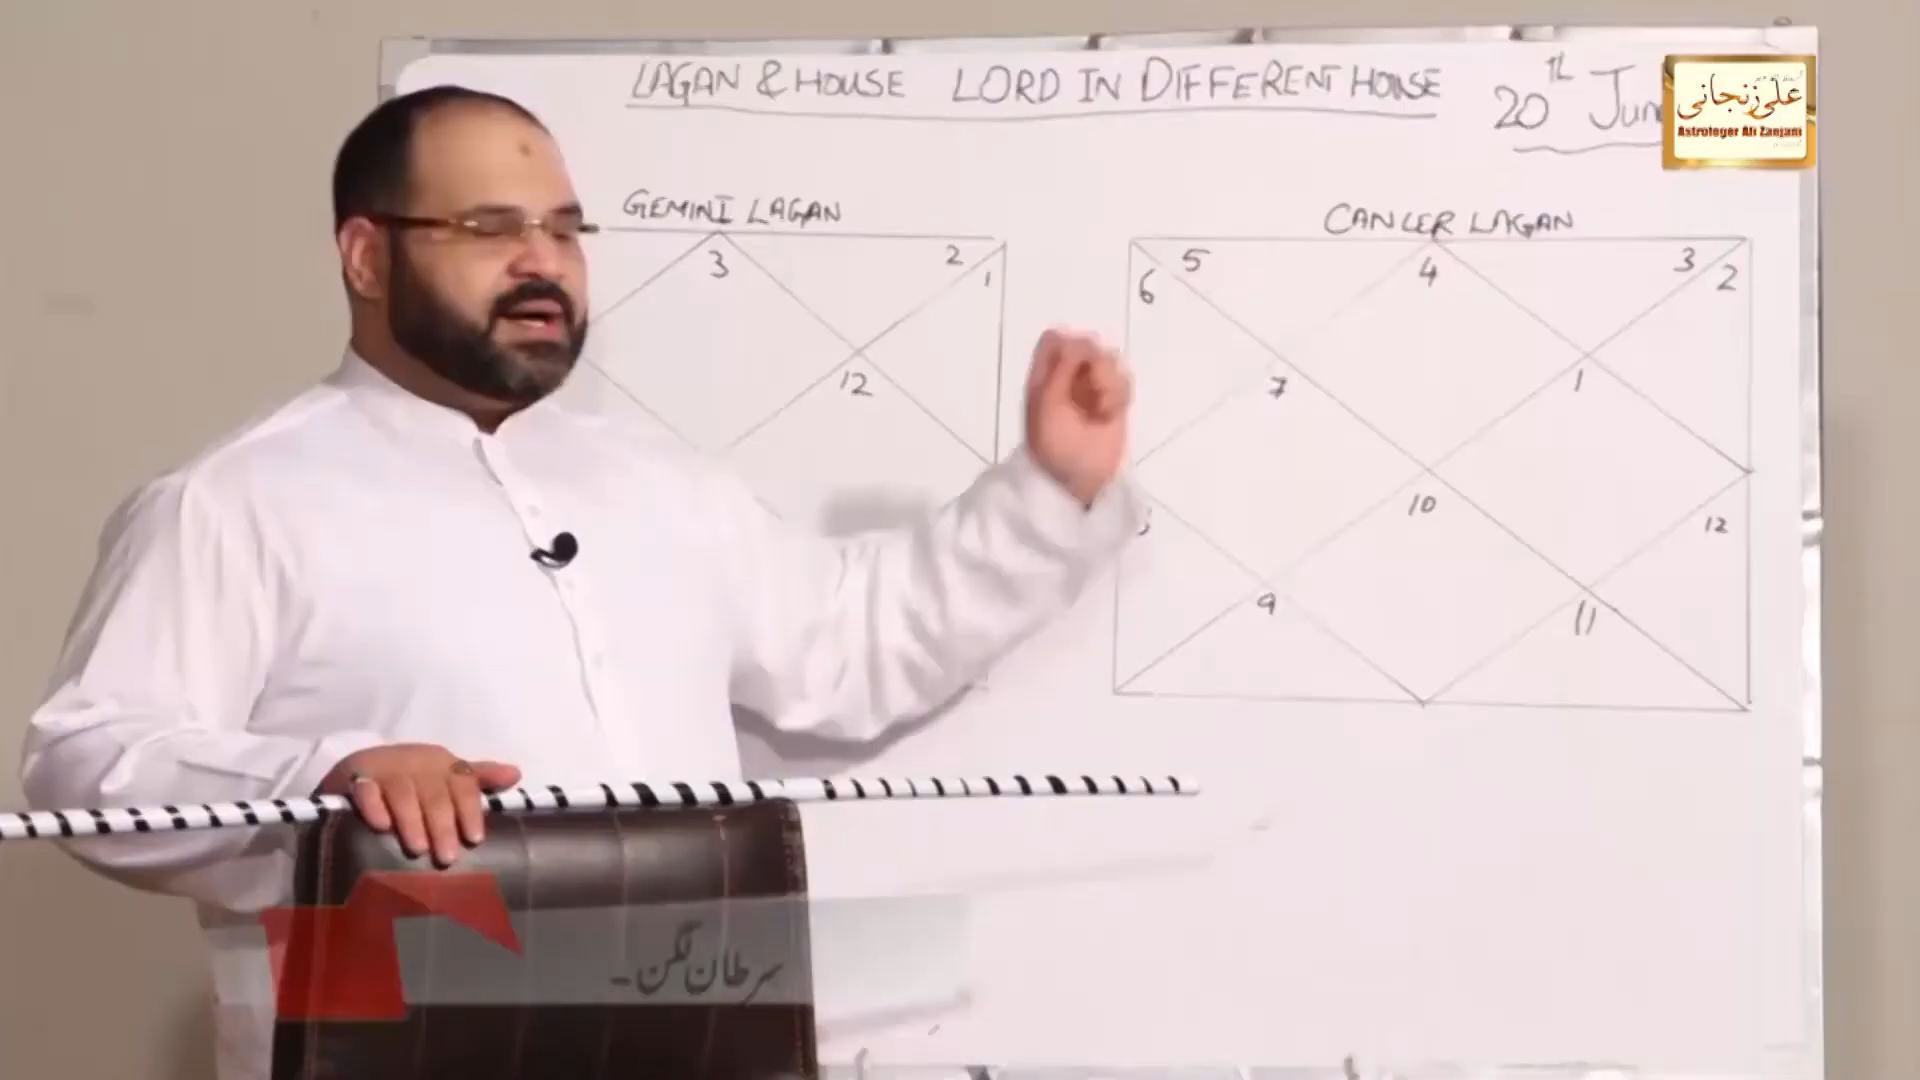 LAGAN & HOUSE LORD IN DIFFERENT HOUSE
20TH Jun
علی زنجانی
Astrologer Ali Zanjani
GEMINI LAGAN
3
2
1
12
CANCER LAGAN
5
4
3
6
2
7
1
10
12
9
11
سرطان لگن۔